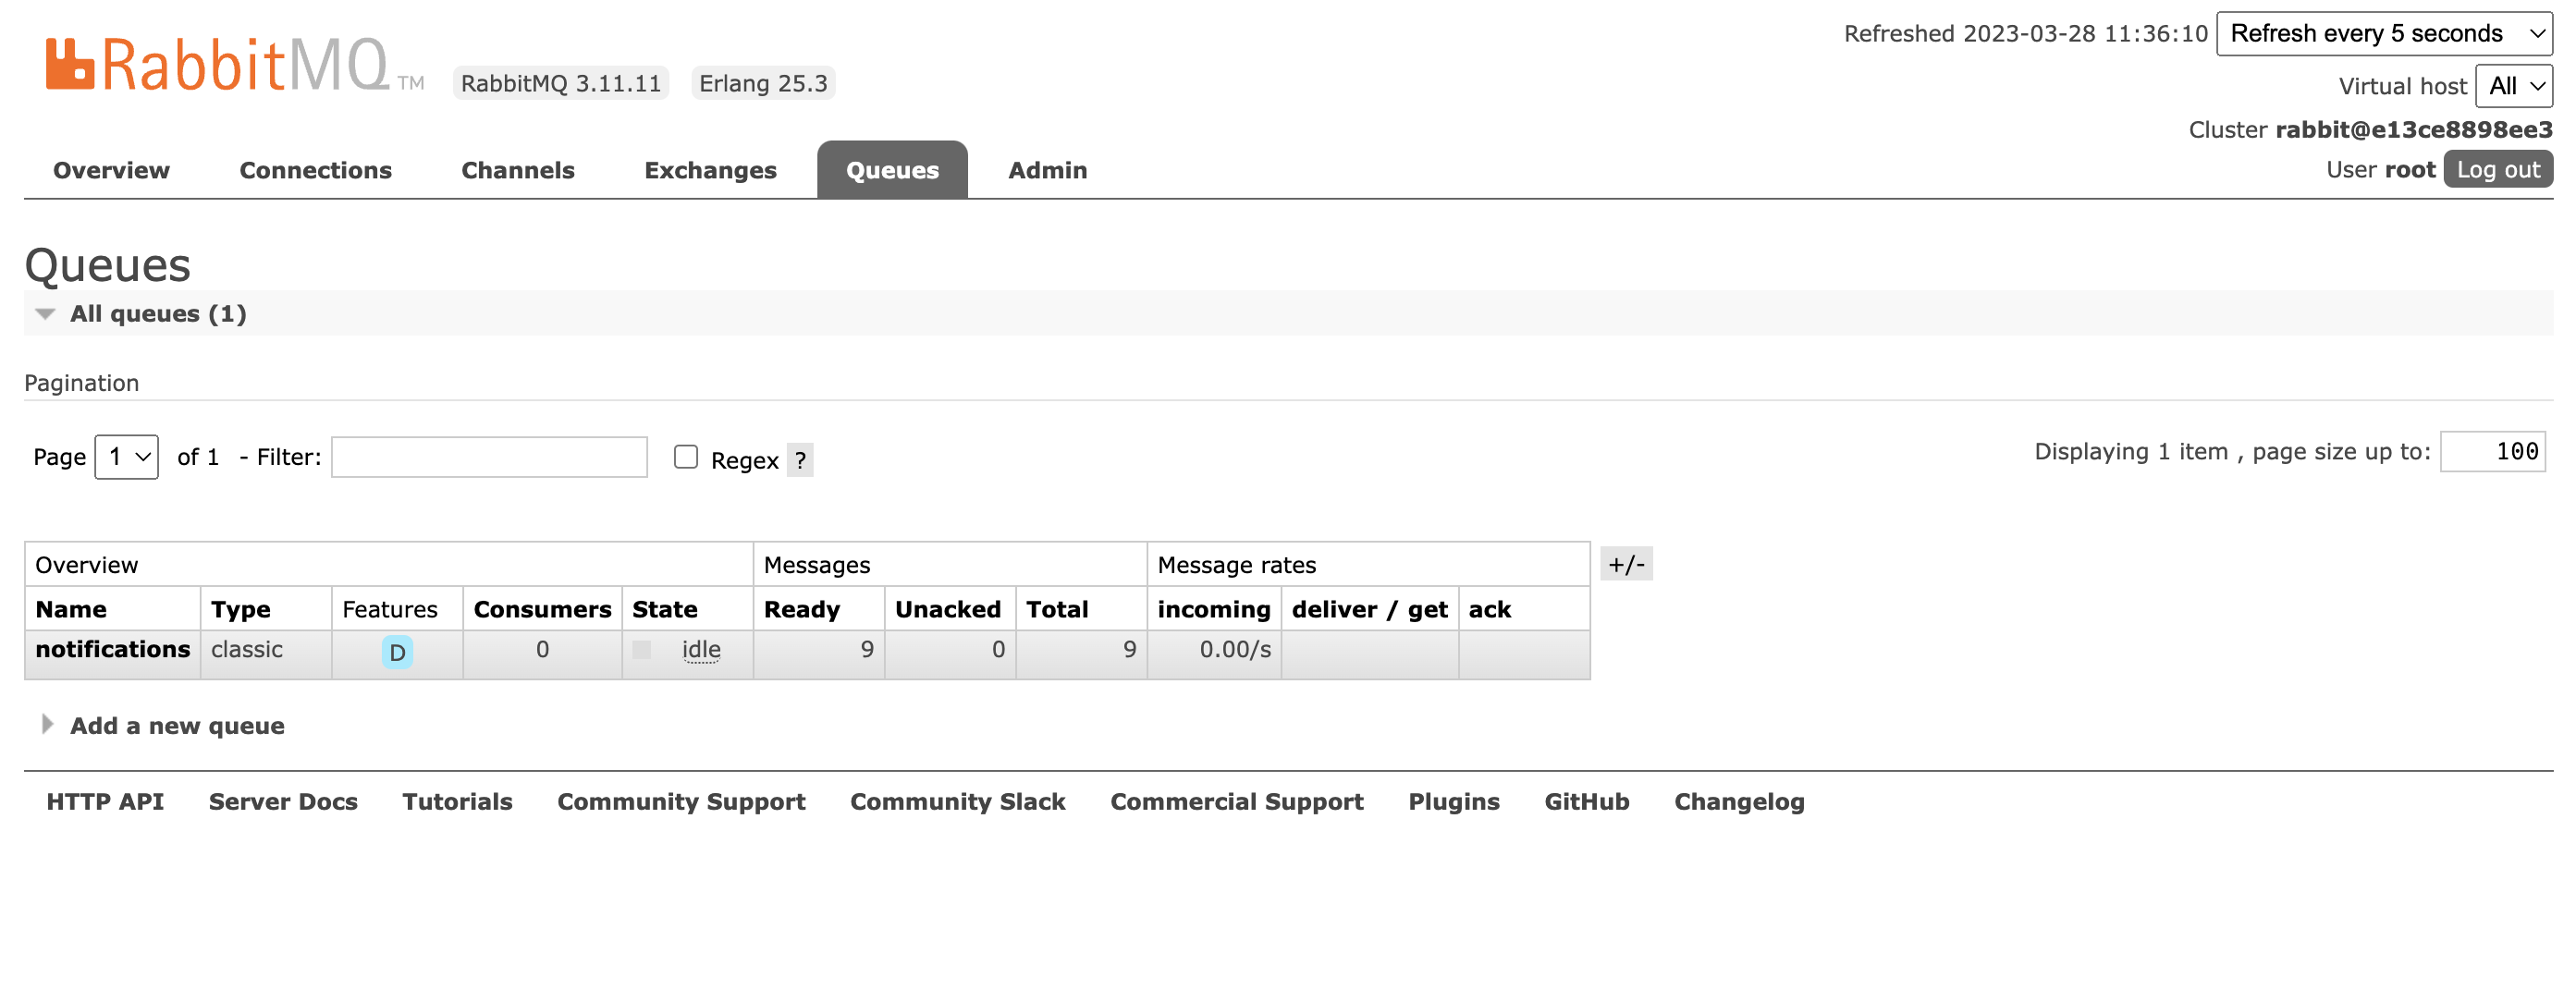 RabbitMQ TM RabbitMQ 3.11.11 Erlang 25.3
Refreshed 2023-03-28 11:36:10 Refresh every 5 seconds
Virtual host All
Cluster rabbit@e13ce8898ee3
User root Log out
Overview Connections Channels Exchanges Queues Admin
Queues
All queues (1)
Pagination
Page 1 of 1 - Filter: Regex ? Displaying 1 item , page size up to: 100
Overview Messages Message rates +/-
Name Type Features Consumers State Ready Unacked Total incoming deliver / get ack
notifications classic D 0 idle 9 0 9 0.00/s
Add a new queue
HTTP API Server Docs Tutorials Community Support Community Slack Commercial Support Plugins GitHub Changelog